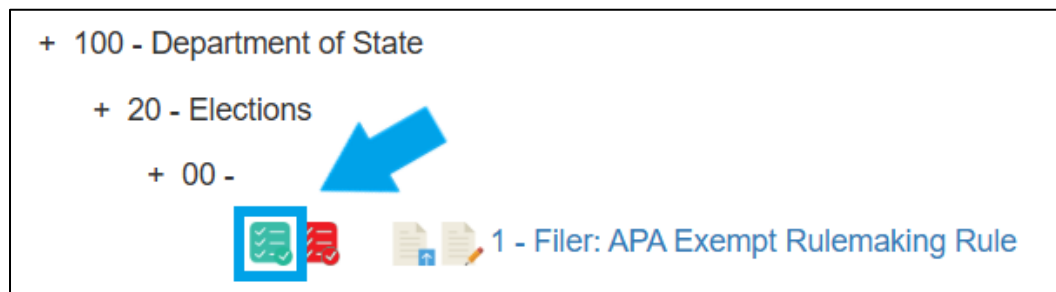 + 100 - Department of State
+ 20 - Elections
+ 00 -
1 - Filer: APA Exempt Rulemaking Rule